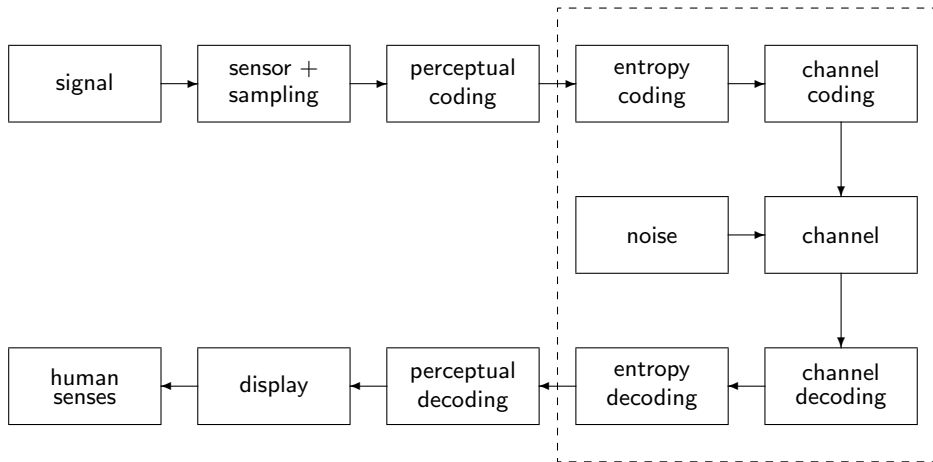 signal
sensor +
sampling
perceptual
coding
entropy
coding
channel
coding
noise
channel
human
senses
display
perceptual
decoding
entropy
decoding
channel
decoding